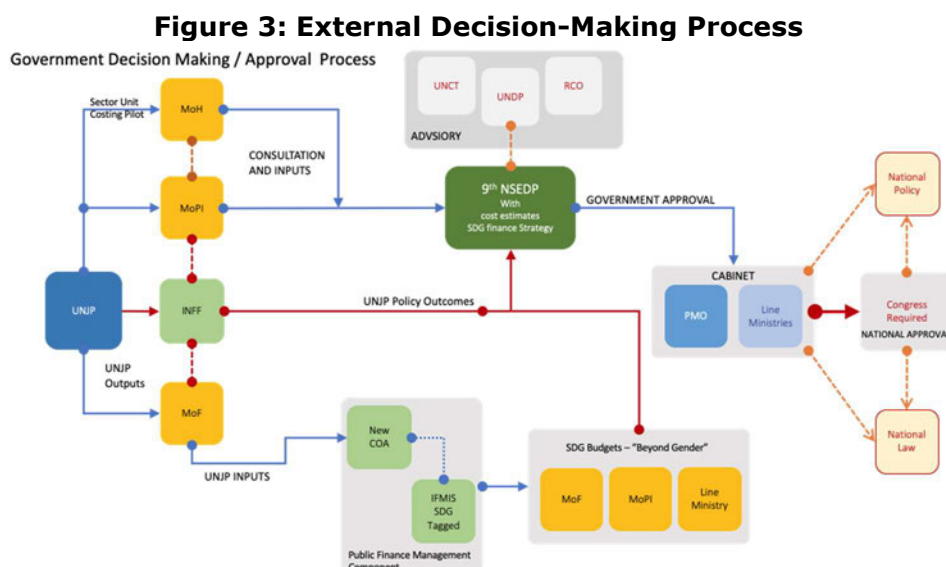 Figure 3: External Decision-Making Process
Government Decision Making / Approval Process
Sector Unit
Costing Pilot
MoH
UNCT
UNDP
RCO
ADVSIORY
CONSULTATION
AND INPUTS
MoPI
9th NSEDP
With
cost estimates
SDG finance Strategy
GOVERNMENT APPROVAL
National
Policy
UNJP
INFF
UNJP Policy Outcomes
CABINET
PMO
Line
Ministries
Congress
Required
NATIONAL APPROVAL
UNJP
Outputs
MoF
UNJP INPUTS
New
COA
IFMIS
SDG
Tagged
Public Finance Management
Component
SDG Budgets – “Beyond Gender”
MoF
MoPI
Line
Ministry
National
Law